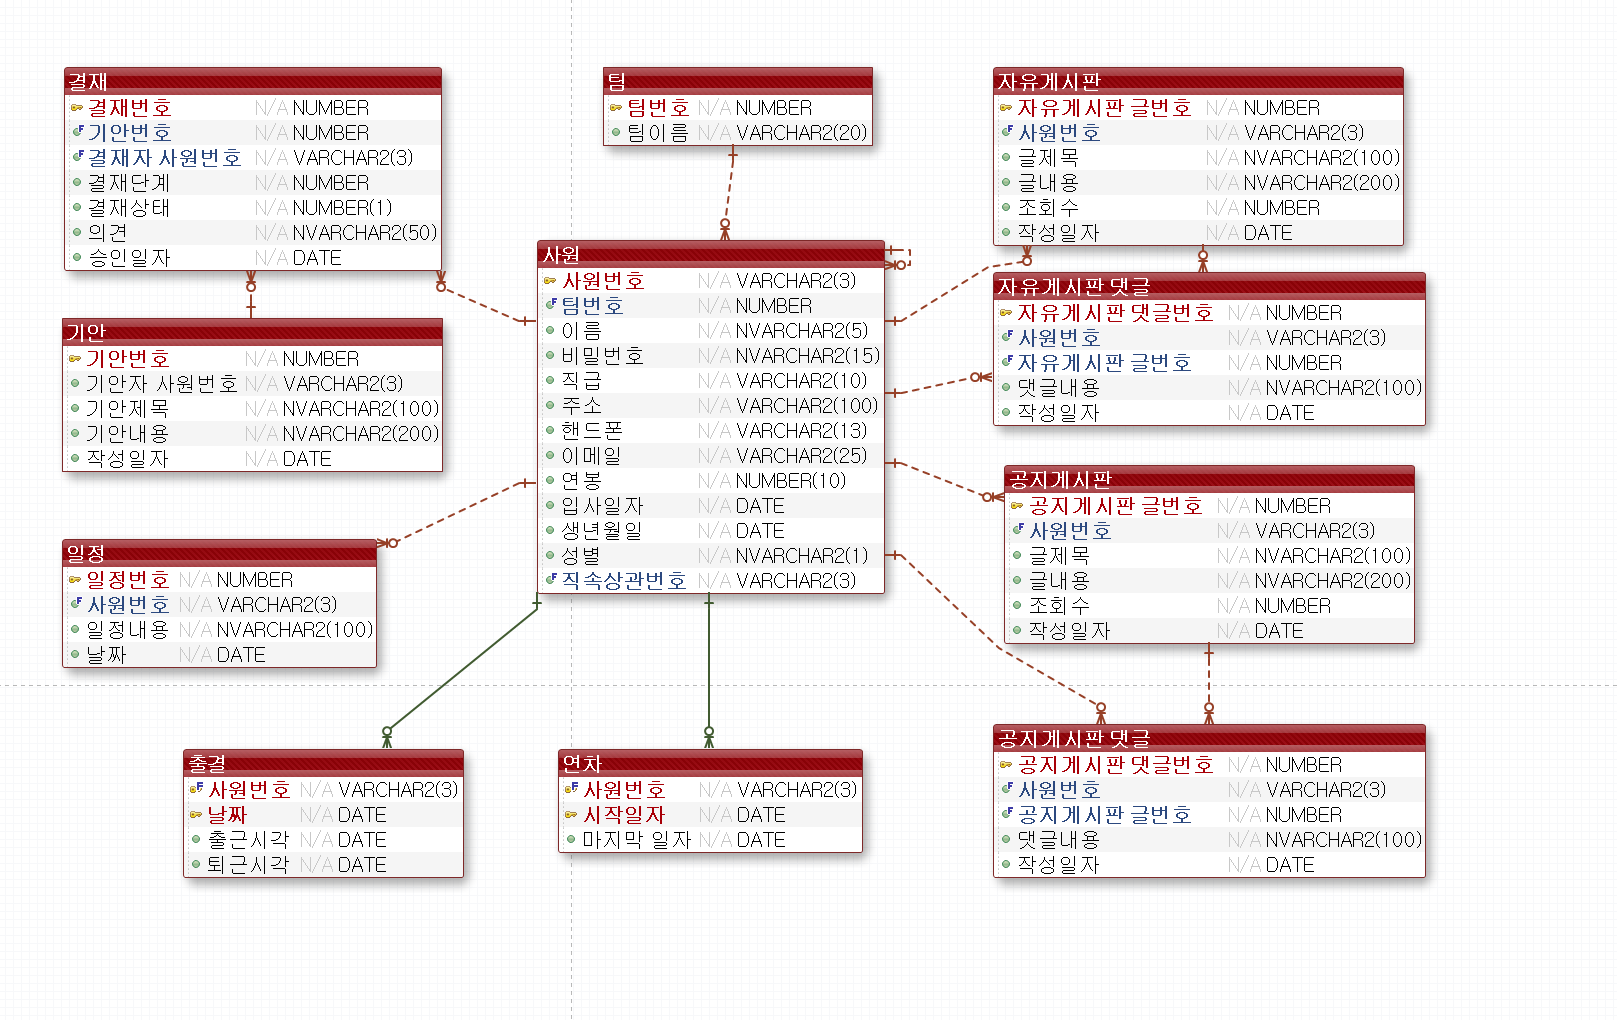 결재
결재번호 N/A NUMBER
기안번호 N/A NUMBER
결재자 사원번호 N/A VARCHAR2(3)
결재단계 N/A NUMBER
결재상태 N/A NUMBER(1)
의견 N/A NVARCHAR2(50)
승인일자 N/A DATE
기안
기안번호 N/A NUMBER
기안자 사원번호 N/A VARCHAR2(3)
기안제목 N/A NVARCHAR2(100)
기안내용 N/A NVARCHAR2(200)
작성일자 N/A DATE
일정
일정번호 N/A NUMBER
사원번호 N/A VARCHAR2(3)
일정내용 N/A NVARCHAR2(100)
날짜 N/A DATE
출결
사원번호 N/A VARCHAR2(3)
날짜 N/A DATE
출근시각 N/A DATE
퇴근시각 N/A DATE
팀
팀번호 N/A NUMBER
팀이름 N/A VARCHAR2(20)
사원
사원번호 N/A VARCHAR2(3)
팀번호 N/A NUMBER
이름 N/A NVARCHAR2(5)
비밀번호 N/A NVARCHAR2(15)
직급 N/A VARCHAR2(10)
주소 N/A VARCHAR2(100)
핸드폰 N/A VARCHAR2(13)
이메일 N/A VARCHAR2(25)
연봉 N/A NUMBER(10)
입사일자 N/A DATE
생년월일 N/A DATE
성별 N/A NVARCHAR2(1)
직속상관번호 N/A VARCHAR2(3)
연차
사원번호 N/A VARCHAR2(3)
시작일자 N/A DATE
마지막 일자 N/A DATE
자유게시판
자유게시판 글번호 N/A NUMBER
사원번호 N/A VARCHAR2(3)
글제목 N/A NVARCHAR2(100)
글내용 N/A NVARCHAR2(200)
조회수 N/A NUMBER
작성일자 N/A DATE
자유게시판 댓글
자유게시판 댓글번호 N/A NUMBER
사원번호 N/A VARCHAR2(3)
자유게시판 글번호 N/A NUMBER
댓글내용 N/A NVARCHAR2(100)
작성일자 N/A DATE
공지게시판
공지게시판 글번호 N/A NUMBER
사원번호 N/A VARCHAR2(3)
글제목 N/A NVARCHAR2(100)
글내용 N/A NVARCHAR2(200)
조회수 N/A NUMBER
작성일자 N/A DATE
공지게시판 댓글
공지게시판 댓글번호 N/A NUMBER
사원번호 N/A VARCHAR2(3)
공지게시판 글번호 N/A NUMBER
댓글내용 N/A NVARCHAR2(100)
작성일자 N/A DATE